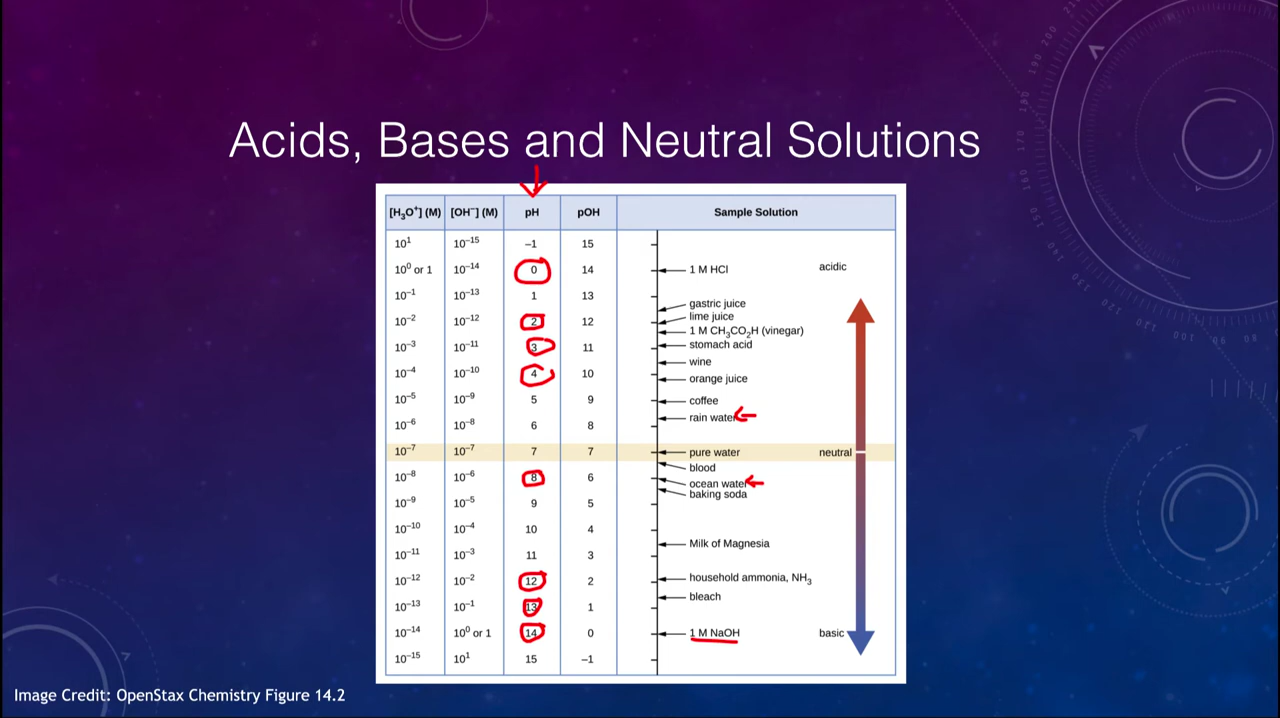 Acids, Bases and Neutral Solutions
[H₃O⁺] (M) [OH⁻] (M) pH pOH Sample Solution
10¹ 10⁻¹⁵ –1 15
10⁰ or 1 10⁻¹⁴ 0 14 1 M HCl acidic
10⁻¹ 10⁻¹³ 1 13
gastric juice
lime juice
10⁻² 10⁻¹² 2 12
1 M CH₃CO₂H (vinegar)
10⁻³ 10⁻¹¹ 3 11 stomach acid
wine
10⁻⁴ 10⁻¹⁰ 4 10 orange juice
10⁻⁵ 10⁻⁹ 5 9 coffee
rain water
10⁻⁶ 10⁻⁸ 6 8
10⁻⁷ 10⁻⁷ 7 7 pure water neutral
blood
10⁻⁸ 10⁻⁶ 8 6
ocean water
baking soda
10⁻⁹ 10⁻⁵ 9 5
10⁻¹⁰ 10⁻⁴ 10 4
Milk of Magnesia
10⁻¹¹ 10⁻³ 11 3
10⁻¹² 10⁻² 12 2 household ammonia, NH₃
bleach
10⁻¹³ 10⁻¹ 13 1
10⁻¹⁴ 10⁰ or 1 14 0 1 M NaOH basic
10⁻¹⁵ 10¹ 15 –1
Image Credit: OpenStax Chemistry Figure 14.2